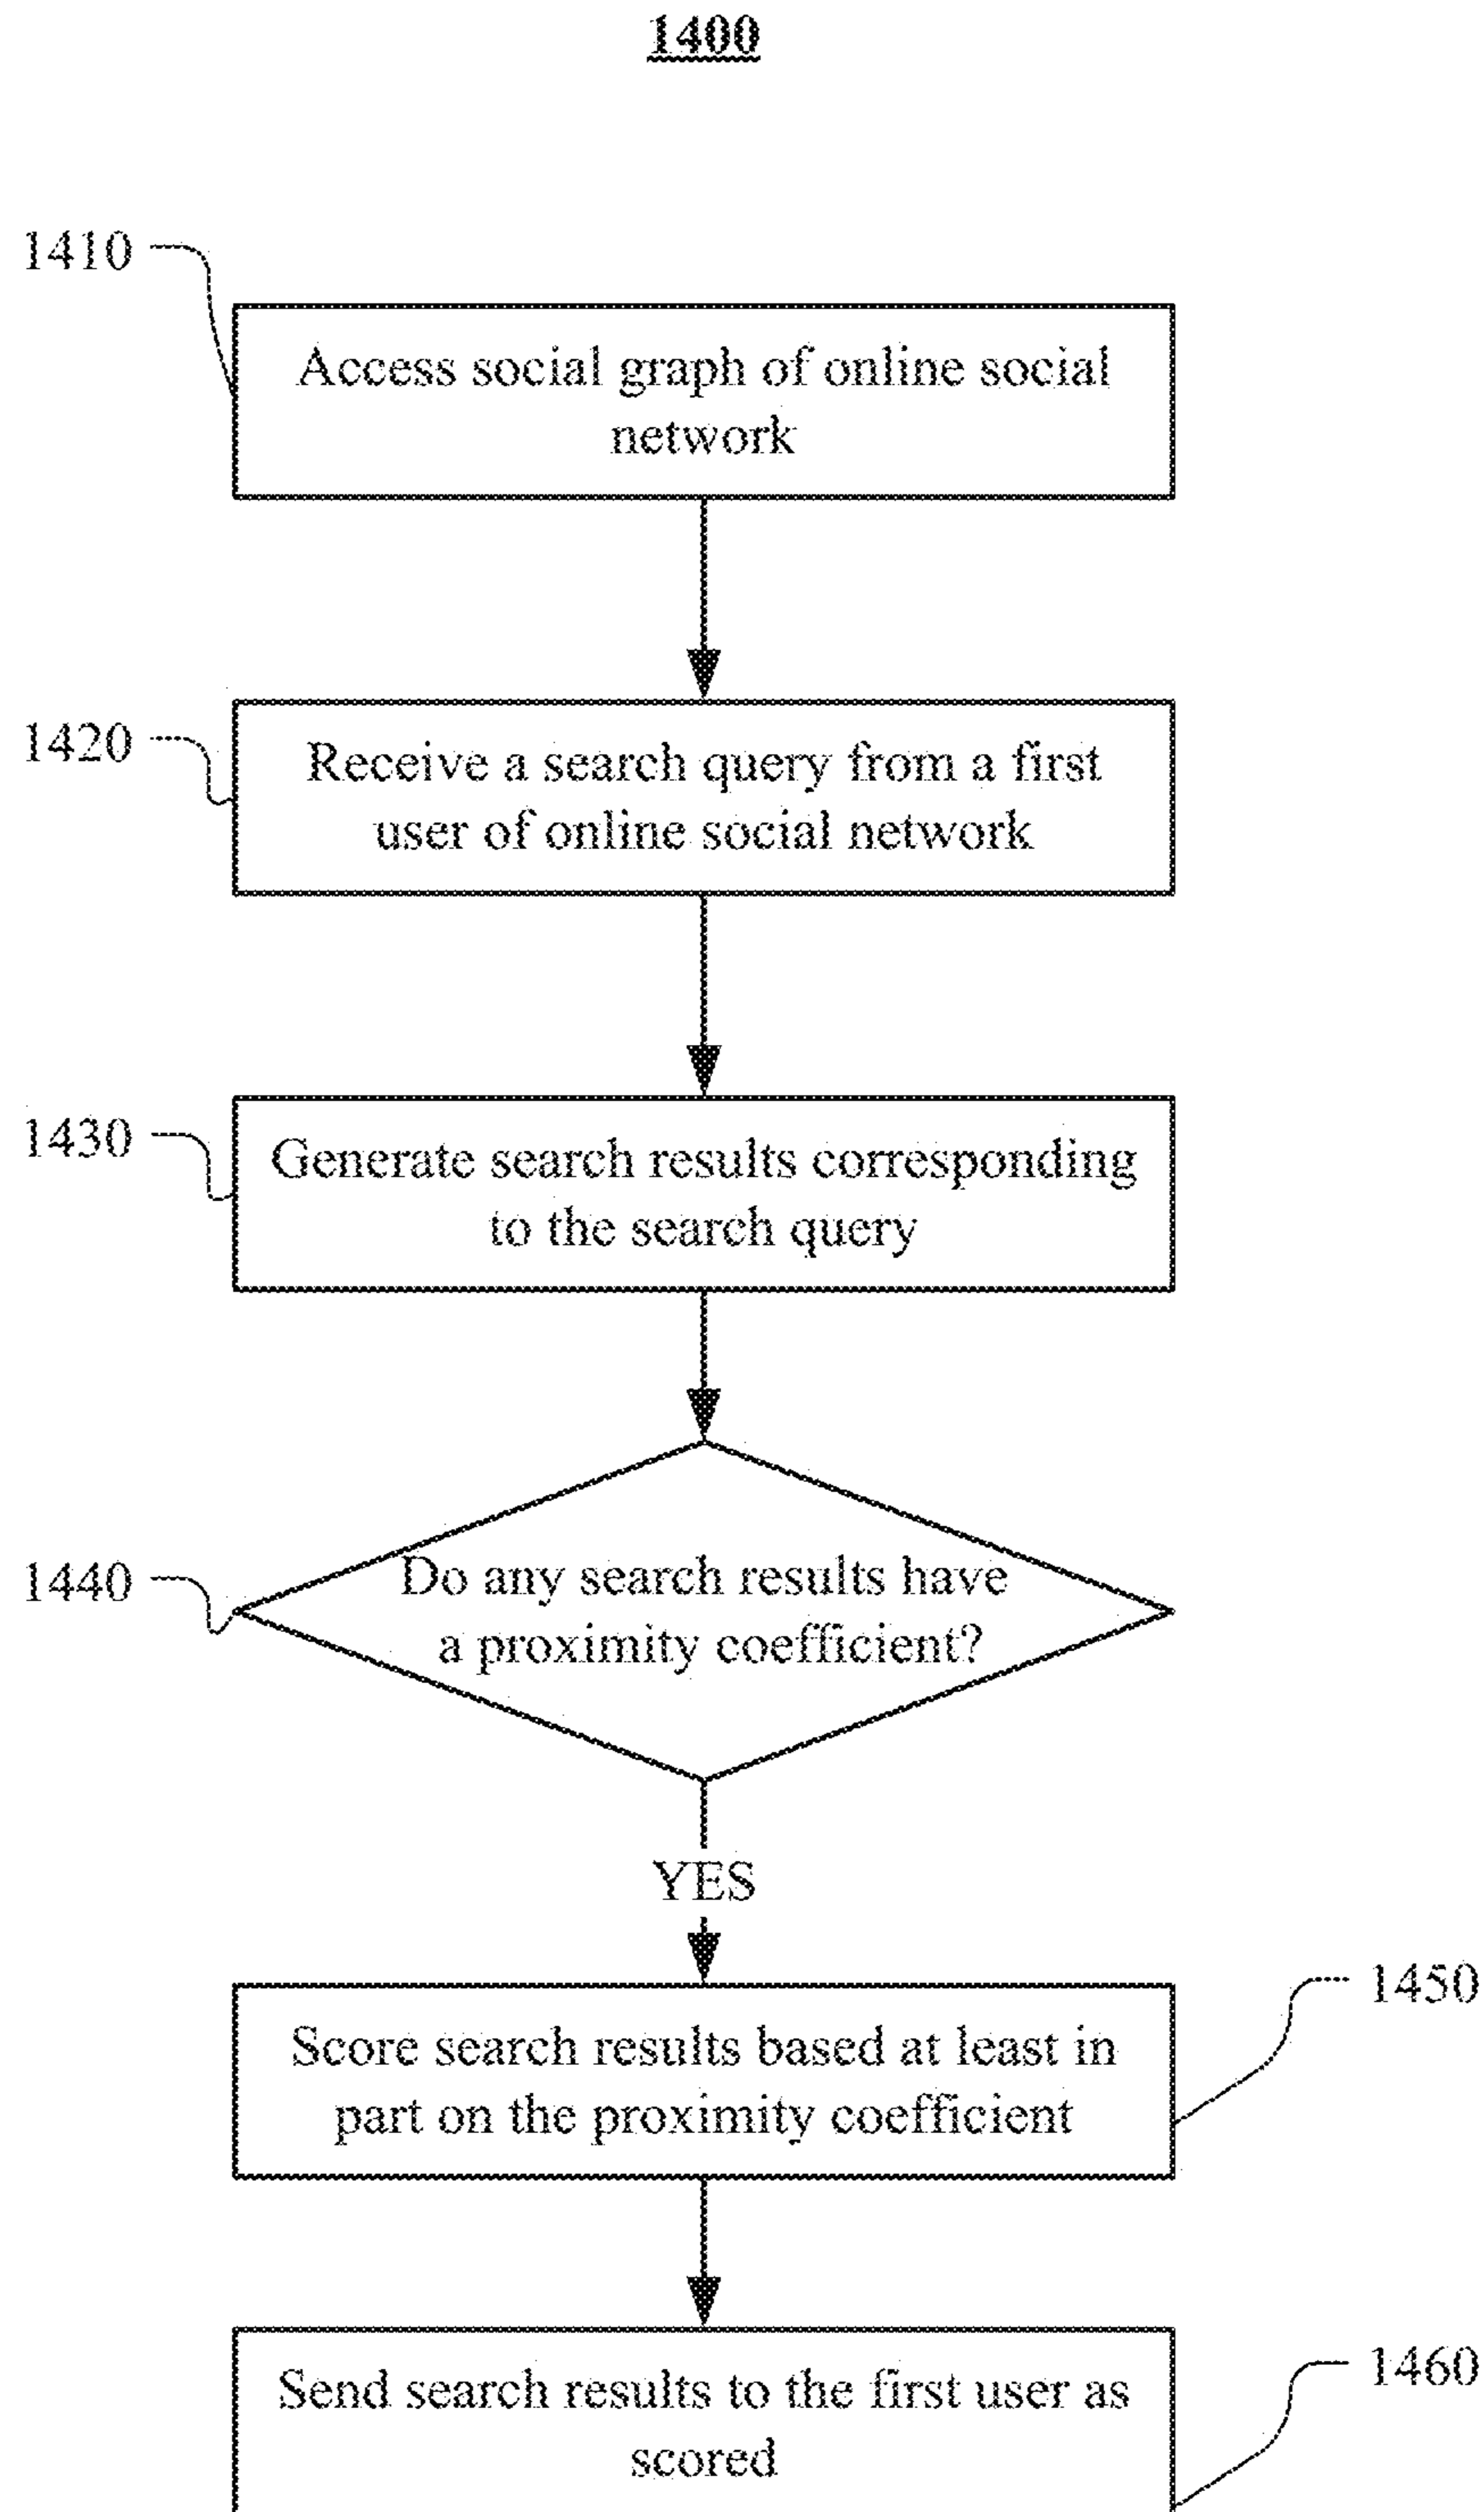 1400
1410
Access social graph of online social
network
1420
Receive a search query from a first
user of online social network
1430
Generate search results corresponding
to the search query
1440
Do any search results have
a proximity coefficient?
YES
1450
Score search results based at least in
part on the proximity coefficient
1460
Send search results to the first user as
scored